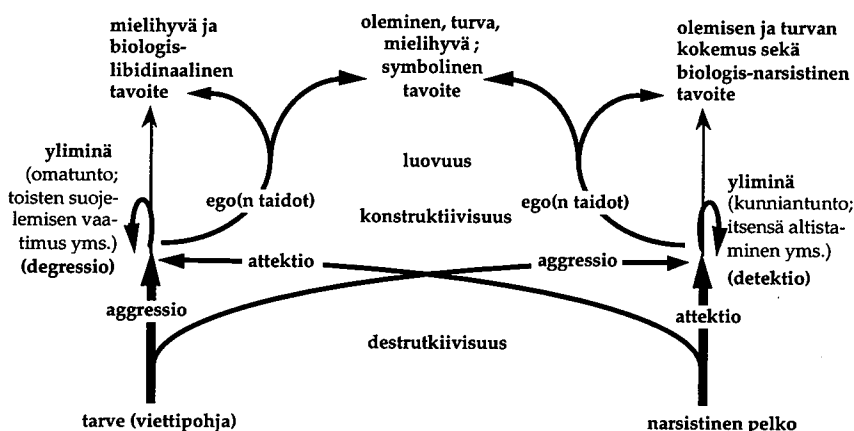 mielihyvä ja
biologis-
libidinaalinen
tavoite
oleminen, turva,
mielihyvä ;
symbolinen
tavoite
olemisen ja turvan
kokemus sekä
biologis-narsistinen
tavoite
yliminä
(omatunto;
toisten suoje-
lemisen vaa-
timus yms.)
(degressio)
luovuus
ego(n taidot)
ego(n taidot)
konstruktiivisuus
yliminä
(kunniantunto;
itsensä altista-
minen yms.)
(detektio)
attektio
aggressio
aggressio
attektio
destrutkiivisuus
tarve (viettipohja)
narsistinen pelko